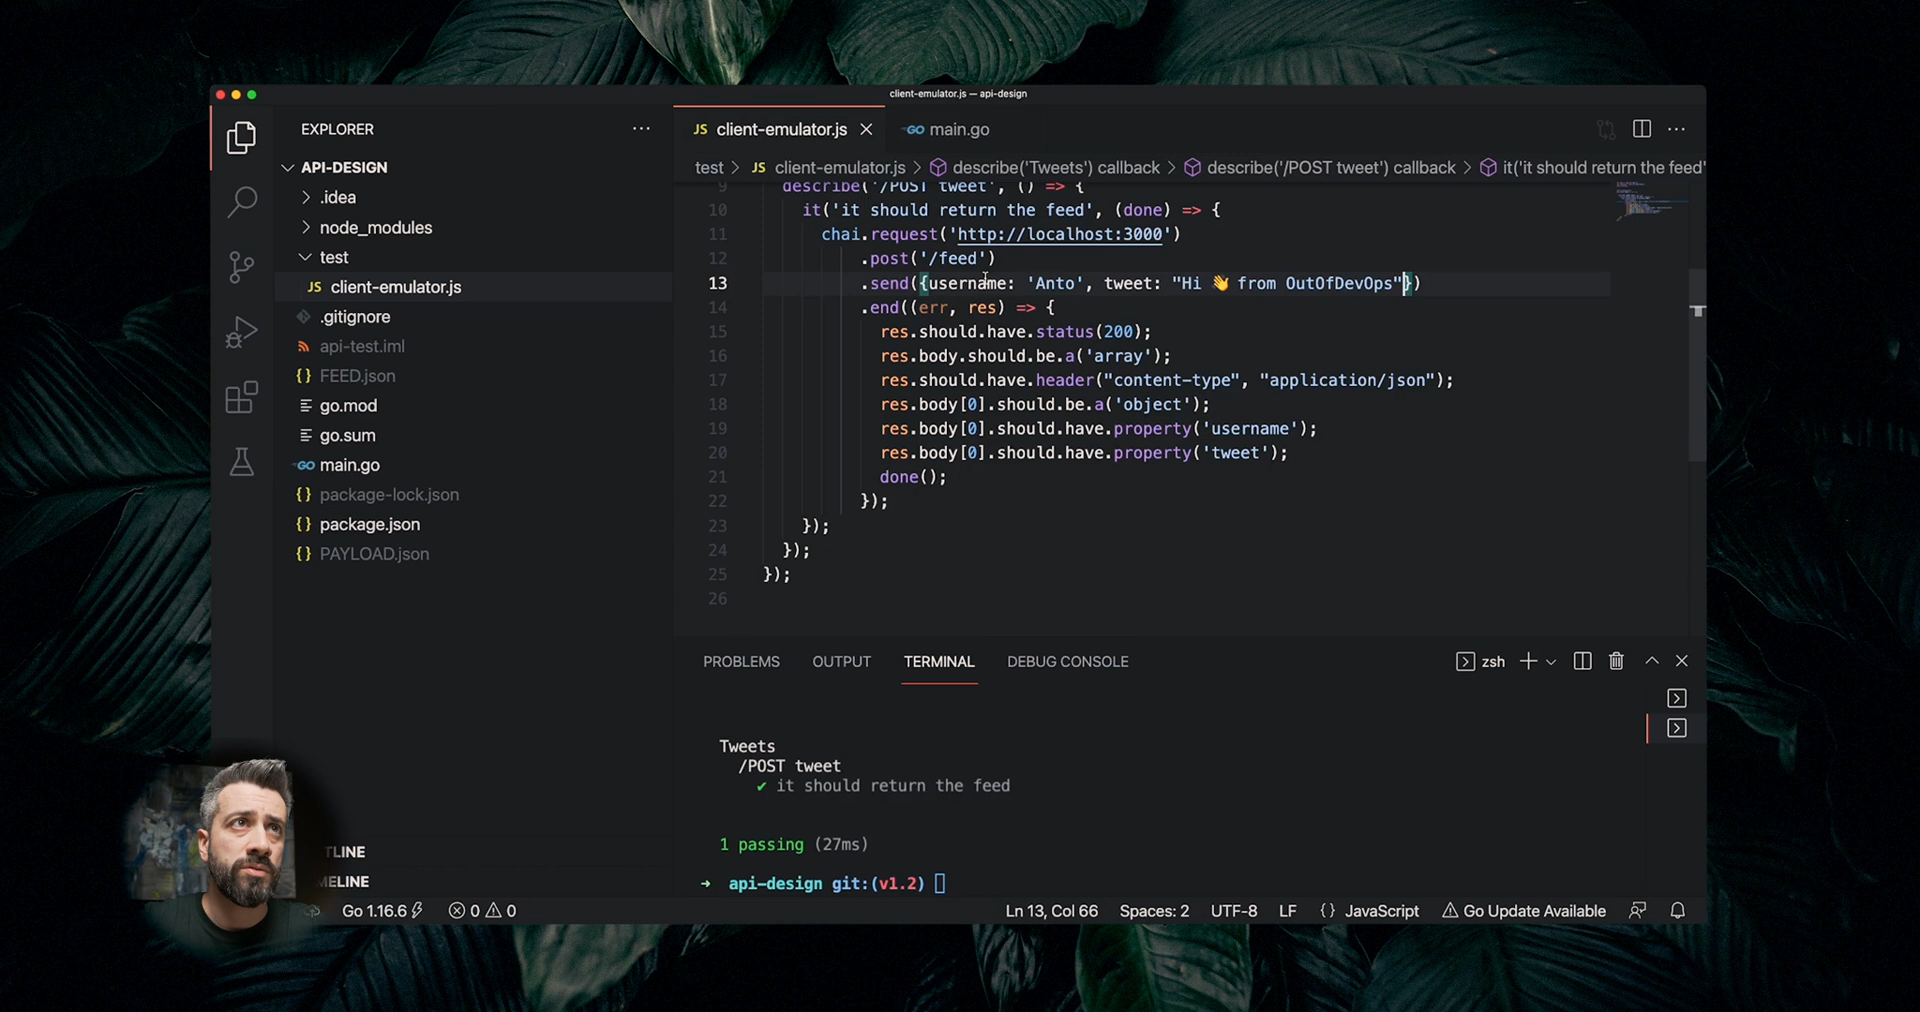 client-emulator.js — api-design
EXPLORER
JS client-emulator.js
GO main.go
API-DESIGN
test > JS client-emulator.js > describe('Tweets') callback > describe('/POST tweet') callback > it('it should return the feed'
.idea
node_modules
test
JS client-emulator.js
.gitignore
api-test.iml
{} FEED.json
go.mod
go.sum
GO main.go
{} package-lock.json
{} package.json
{} PAYLOAD.json
9 describe('/POST tweet', () => {
10 it('it should return the feed', (done) => {
11 chai.request('http://localhost:3000')
12 .post('/feed')
13 .send({username: 'Anto', tweet: "Hi 👋 from OutOfDevOps"})
14 .end((err, res) => {
15 res.should.have.status(200);
16 res.body.should.be.a('array');
17 res.should.have.header("content-type", "application/json");
18 res.body[0].should.be.a('object');
19 res.body[0].should.have.property('username');
20 res.body[0].should.have.property('tweet');
21 done();
22 });
23 });
24 });
25 });
26
PROBLEMS OUTPUT TERMINAL DEBUG CONSOLE
zsh
Tweets
/POST tweet
✔ it should return the feed
1 passing (27ms)
➜ api-design git:(v1.2)
TLINE
MELINE
Go 1.16.6 0 0
Ln 13, Col 66 Spaces: 2 UTF-8 LF {} JavaScript Go Update Available